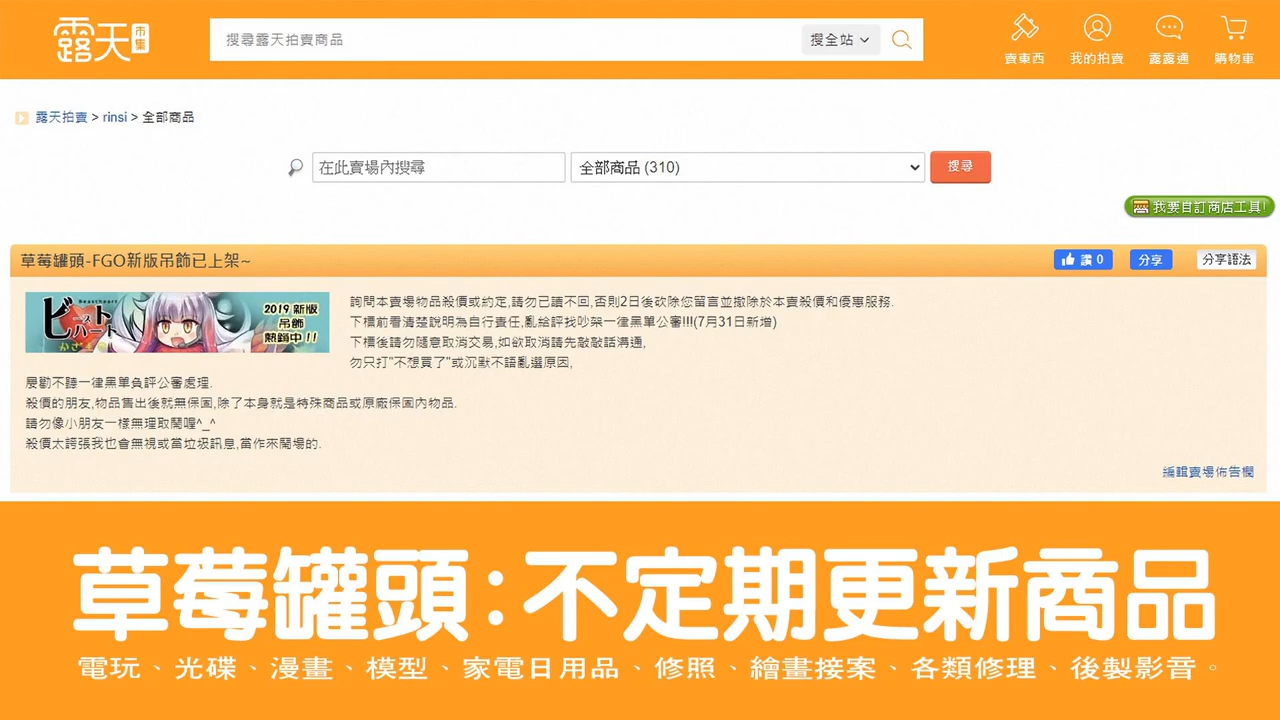 露天市集
搜尋露天拍賣商品
搜全站
賣東西
我的拍賣
露露通
購物車
露天拍賣 > rinsi > 全部商品
在此賣場內搜尋
全部商品 (310)
搜尋
我要自訂商店工具!
草莓罐頭-FGO新版吊飾已上架~
讚 0
分享
分享語法
ビーストハート
Beastheart
2019 新版
吊飾
熱銷中 !!
詢問本賣場物品殺價或約定,請勿已讀不回,否則2日後砍除您留言並撤除於本賣殺價和優惠服務.
下標前看清楚說明為自行責任,亂給評找吵架一律黑單公審!!!(7月31日新增)
下標後請勿隨意取消交易,如欲取消請先敲敲話溝通,
勿只打"不想買了"或沉默不語亂選原因,
屢勸不聽一律黑單負評公審處理.
殺價的朋友,物品售出後就無保固,除了本身就是特殊商品或原廠保固內物品.
請勿像小朋友一樣無理取鬧喔^_^
殺價太誇張我也會無視或當垃圾訊息,當作來鬧場的.
編輯賣場佈告欄
草莓罐頭:不定期更新商品
電玩、光碟、漫畫、模型、家電日用品、修照、繪畫接案、各類修理、後製影音。